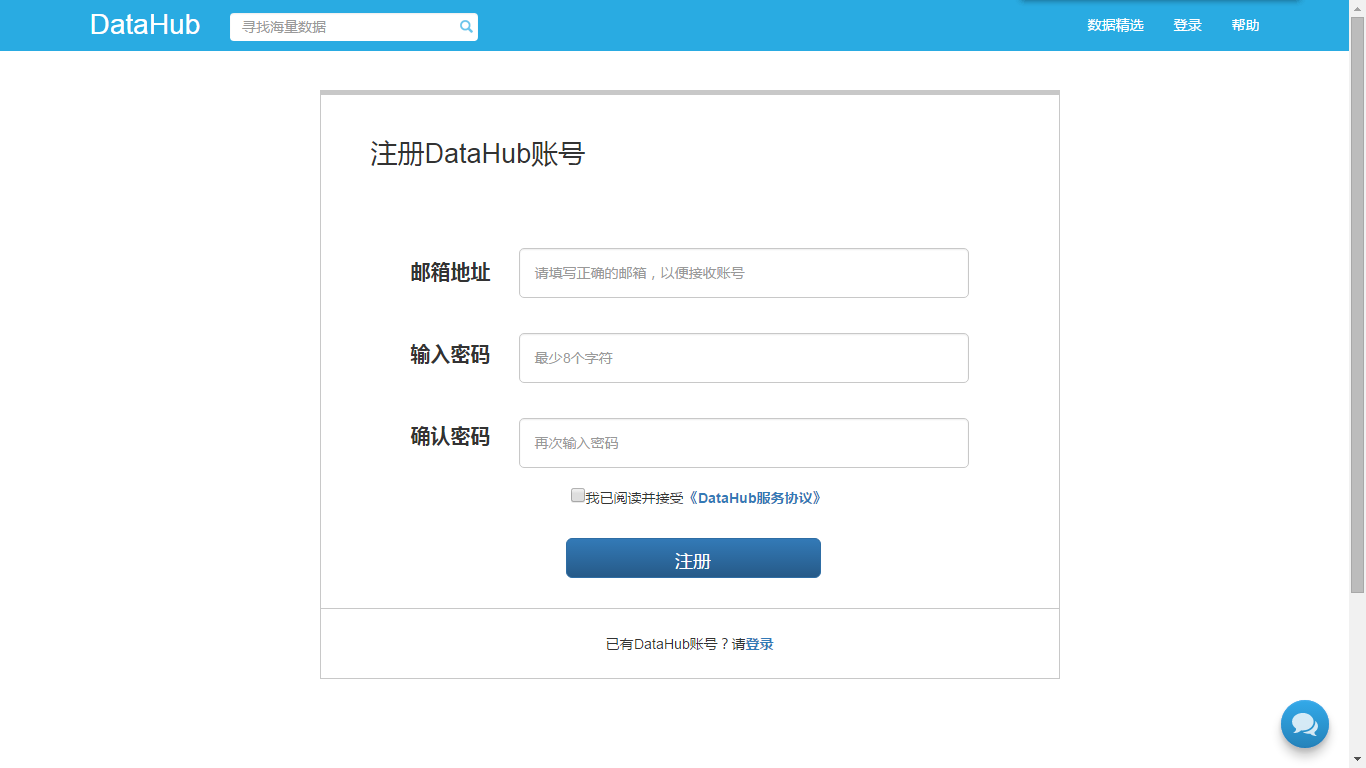 DataHub 寻找海量数据 数据精选 登录 帮助
注册DataHub账号
邮箱地址 请填写正确的邮箱，以便接收账号
输入密码 最少8个字符
确认密码 再次输入密码
我已阅读并接受《DataHub服务协议》
注册
已有DataHub账号？请登录